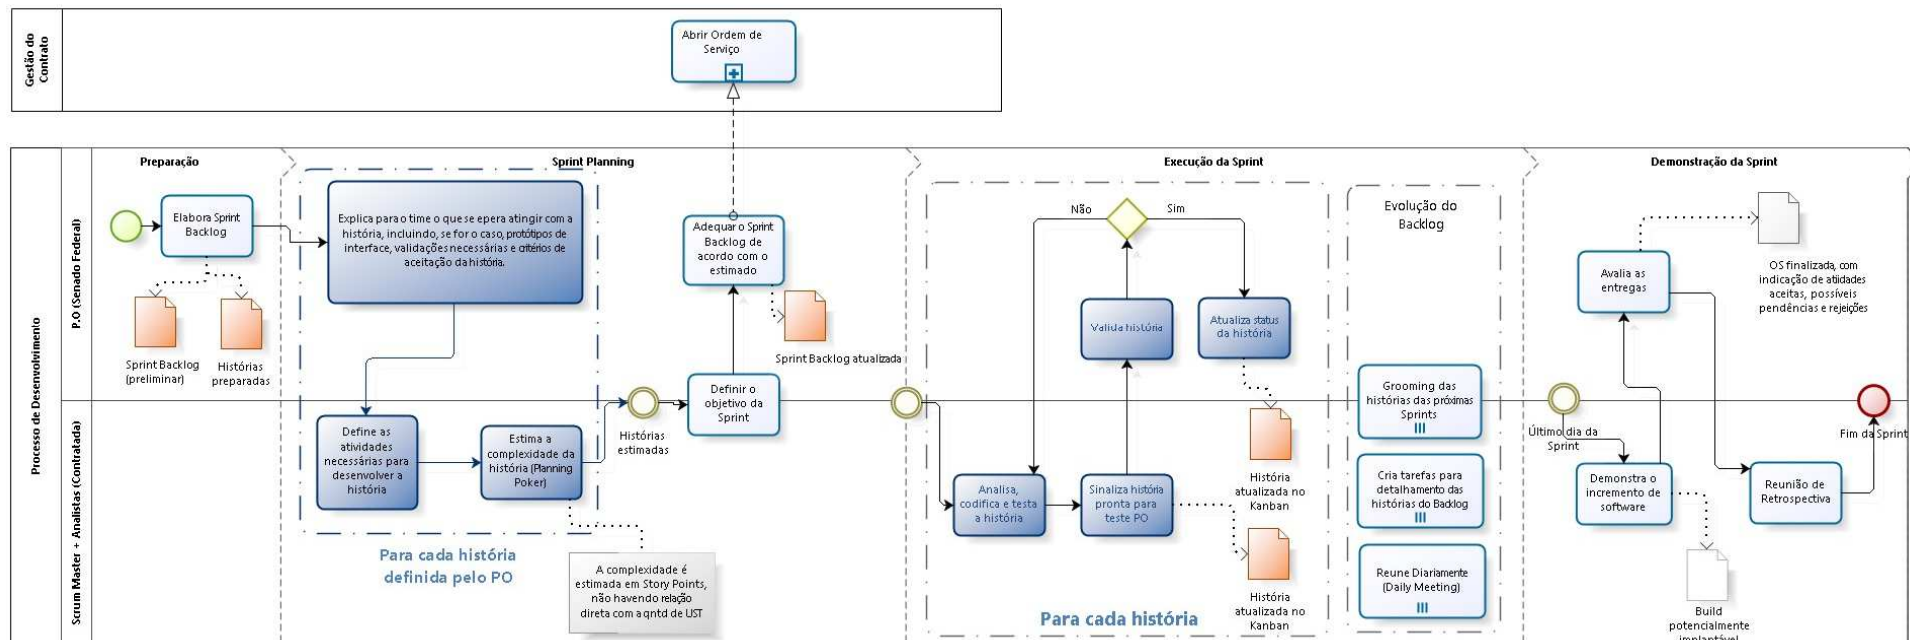 Gestão do
Contrato
Abrir Ordem de
Serviço
Processo de Desenvolvimento
P.O (Senado Federal)
Scrum Master + Analistas (Contratada)
Preparação
Elabora Sprint
Backlog
Sprint Backlog
(preliminar)
Histórias
preparadas
Sprint Planning
Explica para o time o que se epera atingir com a
história, incluindo, se for o caso, protótipos de
interface, validações necessárias e critérios de
aceitação da história.
Define as
atividades
necessárias para
desenvolver a
história
Estima a
complexidade da
história (Planning
Poker)
Para cada história
definida pelo PO
A complexidade é
estimada em Story Points,
não havendo relação
direta com a qntd de UST
Histórias
estimadas
Definir o
objetivo da
Sprint
Adequar o Sprint
Backlog de
acordo com o
estimado
Sprint Backlog atualizada
Execução da Sprint
Não
Sim
Valida história
Atualiza status
da história
História
atualizada no
Kanban
Analisa,
codifica e testa
a história
Sinaliza história
pronta para
teste PO
História
atualizada no
Kanban
Para cada história
Evolução do
Backlog
Grooming das
histórias das próximas
Sprints
Cria tarefas para
detalhamento das
histórias do Backlog
Reune Diariamente
(Daily Meeting)
Demonstração da Sprint
Avalia as
entregas
OS finalizada, com
indicação de atiidades
aceitas, possíveis
pendências e rejeições
Último dia da
Sprint
Demonstra o
incremento de
software
Build
potencialmente
implantável
Reunião de
Retrospectiva
Fim da Sprint